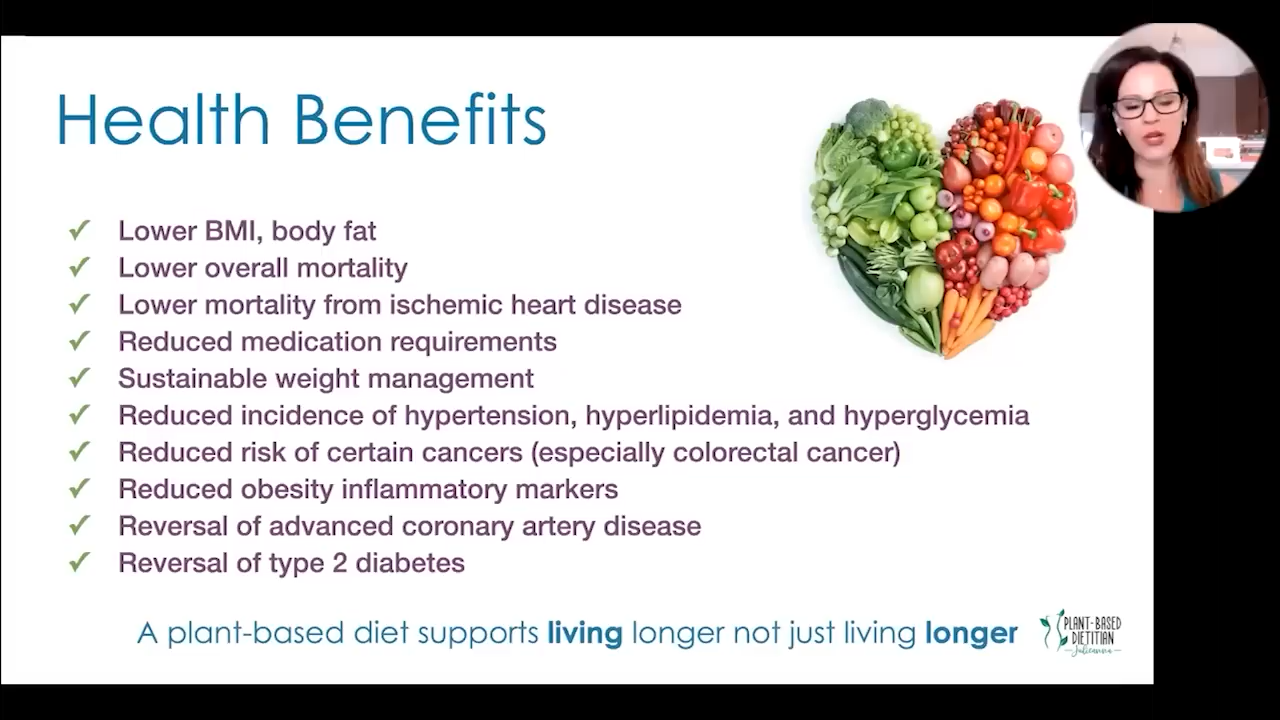 Health Benefits
✓ Lower BMI, body fat
✓ Lower overall mortality
✓ Lower mortality from ischemic heart disease
✓ Reduced medication requirements
✓ Sustainable weight management
✓ Reduced incidence of hypertension, hyperlipidemia, and hyperglycemia
✓ Reduced risk of certain cancers (especially colorectal cancer)
✓ Reduced obesity inflammatory markers
✓ Reversal of advanced coronary artery disease
✓ Reversal of type 2 diabetes
A plant-based diet supports living longer not just living longer
PLANT-BASED
DIETITIAN
Julieanna